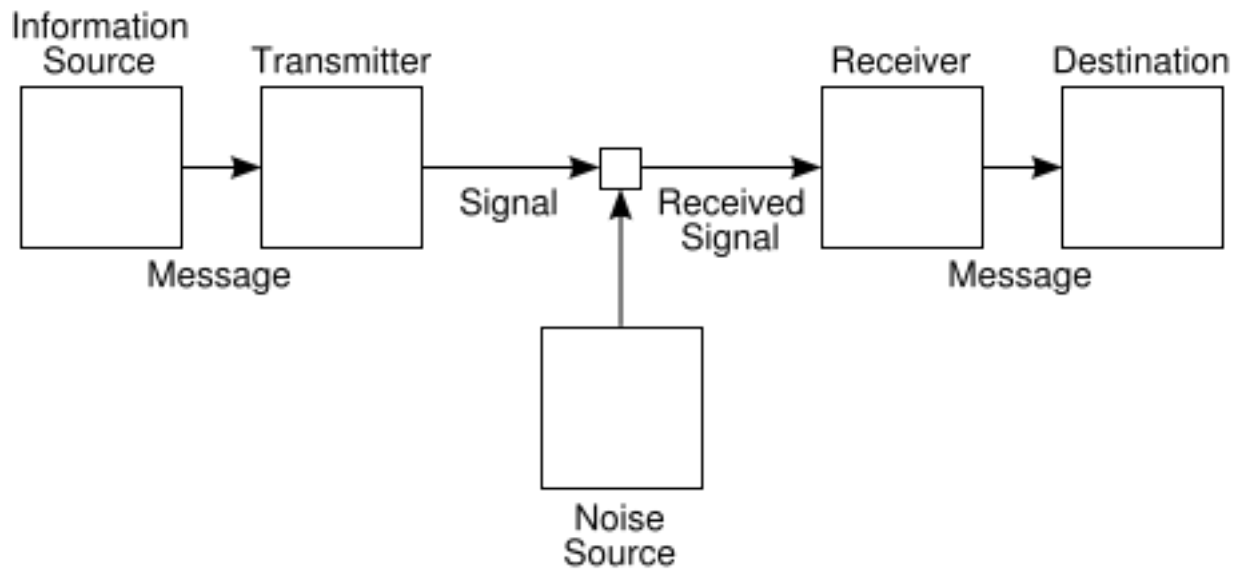 Information
Source
Transmitter
Receiver
Destination
Signal
Received
Signal
Message
Message
Noise
Source